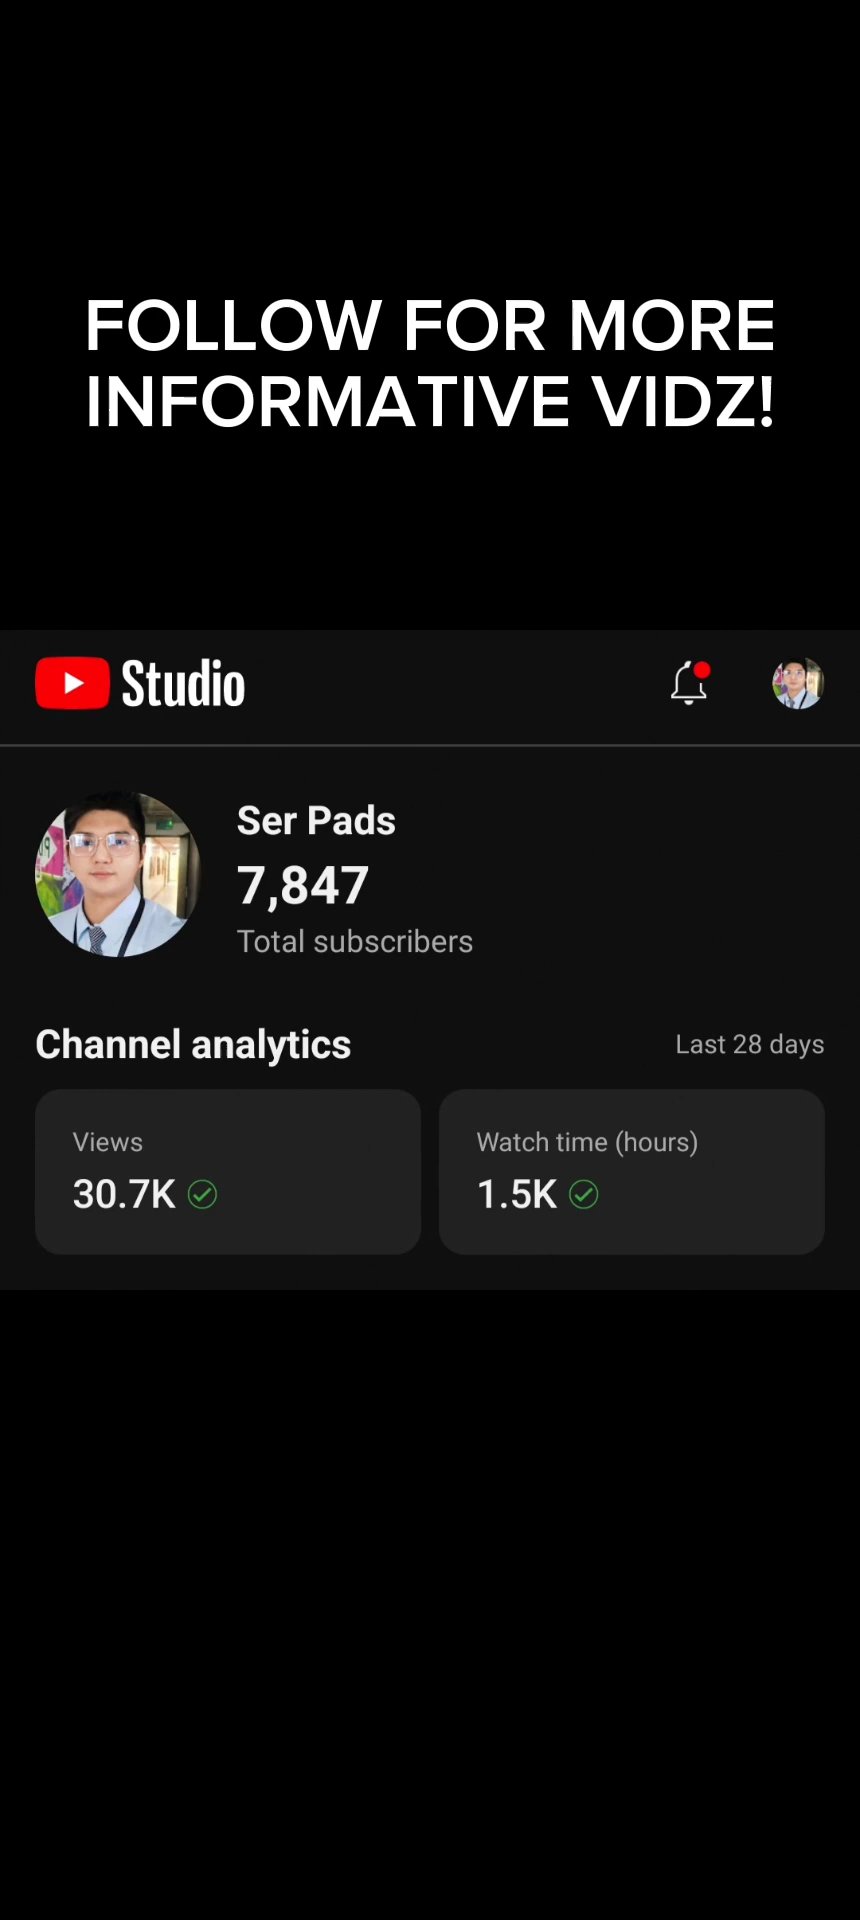 FOLLOW FOR MORE
INFORMATIVE VIDZ!
Studio
Ser Pads
7,847
Total subscribers
Channel analytics
Last 28 days
Views
Watch time (hours)
30.7K
1.5K